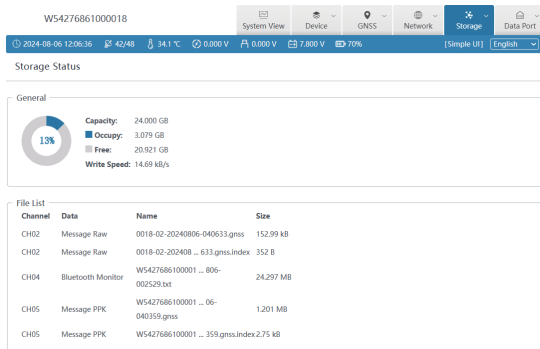 W54276861000018
System View
Device
GNSS
Network
Storage
Data Port
2024-08-06 12:06:36 42/48 34.1 ℃ 0.000 V 0.000 V 7.800 V 70% [Simple UI] English
Storage Status
General
13%
Capacity: 24.000 GB
Occupy: 3.079 GB
Free: 20.921 GB
Write Speed: 14.69 kB/s
File List
Channel Data Name Size
CH02 Message Raw 0018-02-20240806-040633.gnss 152.99 kB
CH02 Message Raw 0018-02-202408 ... 633.gnss.index 352 B
CH04 Bluetooth Monitor W5427686100001 ... 806-
002529.txt 24.297 MB
CH05 Message PPK W5427686100001 ... 06-
040359.gnss 1.201 MB
CH05 Message PPK W5427686100001 ... 359.gnss.index 2.75 kB